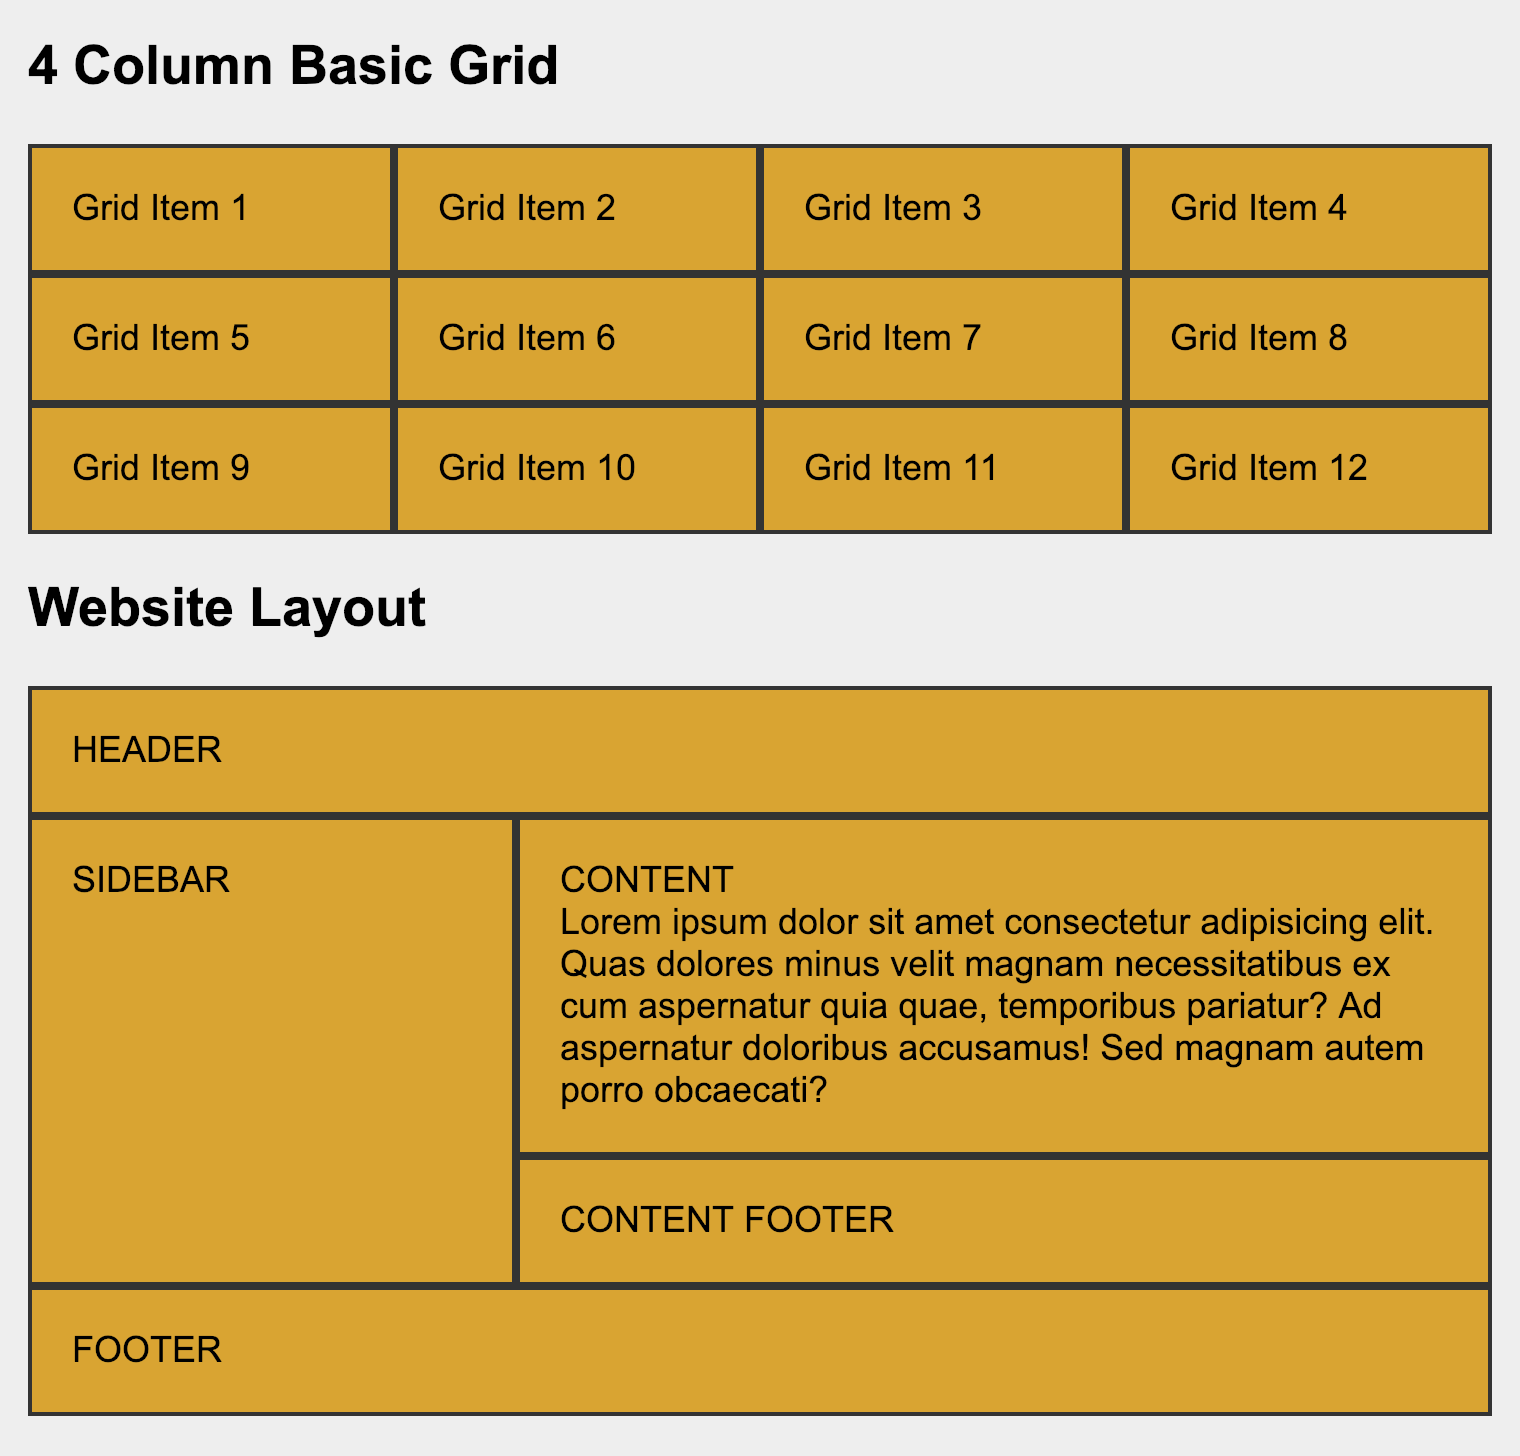 4 Column Basic Grid
Grid Item 1
Grid Item 2
Grid Item 3
Grid Item 4
Grid Item 5
Grid Item 6
Grid Item 7
Grid Item 8
Grid Item 9
Grid Item 10
Grid Item 11
Grid Item 12
Website Layout
HEADER
SIDEBAR
CONTENT
Lorem ipsum dolor sit amet consectetur adipisicing elit.
Quas dolores minus velit magnam necessitatibus ex
cum aspernatur quia quae, temporibus pariatur? Ad
aspernatur doloribus accusamus! Sed magnam autem
porro obcaecati?
CONTENT FOOTER
FOOTER